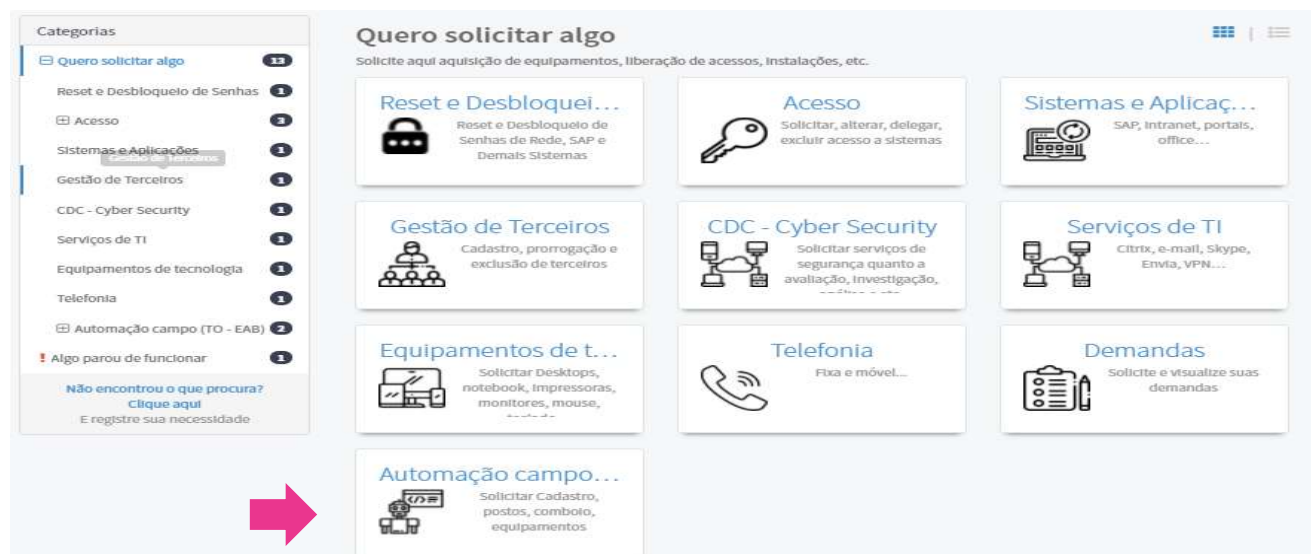 Categorias
Quero solicitar algo 13
Reset e Desbloqueio de Senhas 1
Acesso 3
Sistemas e Aplicações 1
Gestão de Terceiros
Gestão de Terceiros 1
CDC - Cyber Security 1
Serviços de TI 1
Equipamentos de tecnologia 1
Telefonia 1
Automação campo (TO - EAB) 2
! Algo parou de funcionar 1
Não encontrou o que procura?
Clique aqui
E registre sua necessidade
Quero solicitar algo
Solicite aqui aquisição de equipamentos, liberação de acessos, instalações, etc.
Reset e Desbloquei...
Reset e Desbloqueio de
Senhas de Rede, SAP e
Demais Sistemas
Acesso
Solicitar, alterar, delegar,
excluir acesso a sistemas
Sistemas e Aplicaç...
SAP, Intranet, portais,
office...
Gestão de Terceiros
Cadastro, prorrogação e
exclusão de terceiros
CDC - Cyber Security
Solicitar serviços de
segurança quanto a
avaliação, investigação,
Serviços de TI
Citrix, e-mail, Skype,
Envia, VPN...
Equipamentos de t...
Solicitar Desktops,
notebook, impressoras,
monitores, mouse,
Telefonia
Fixa e móvel...
Demandas
Solicite e visualize suas
demandas
Automação campo...
Solicitar Cadastro,
postos, comboio,
equipamentos